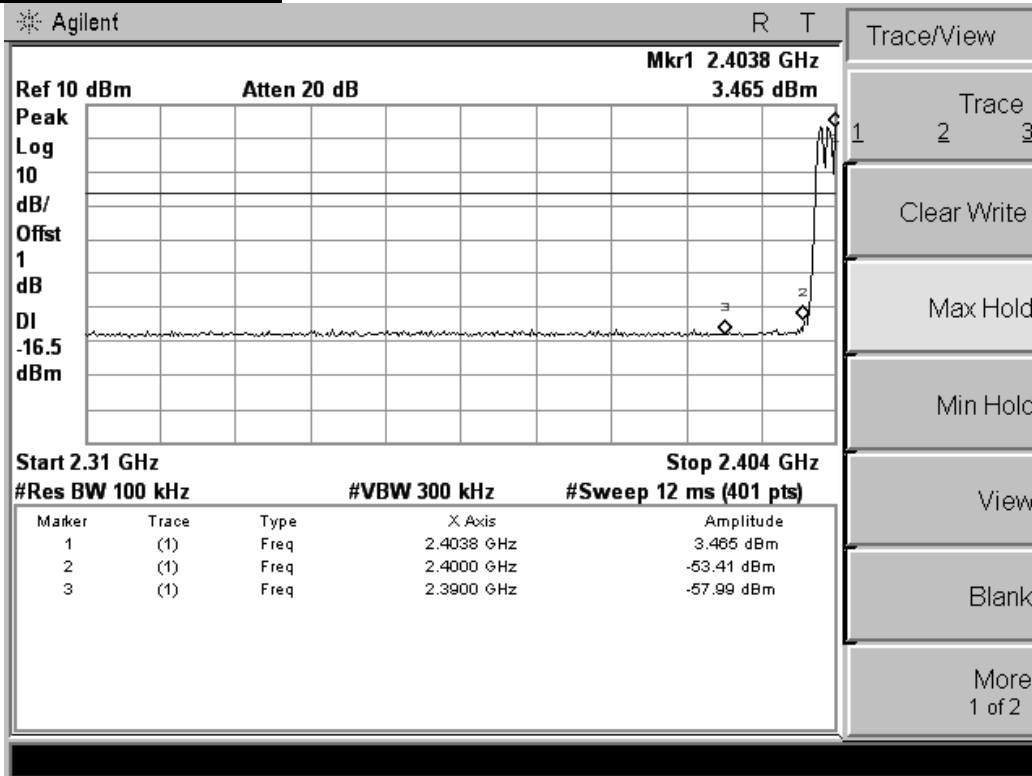 Agilent R T
Mkr1 2.4038 GHz
Ref 10 dBm Atten 20 dB 3.465 dBm
Peak
Log
10
dB/
Offst
1
dB
DI
-16.5
dBm
3
2
Start 2.31 GHz Stop 2.404 GHz
#Res BW 100 kHz #VBW 300 kHz #Sweep 12 ms (401 pts)
Marker Trace Type X Axis Amplitude
1 (1) Freq 2.4038 GHz 3.465 dBm
2 (1) Freq 2.4000 GHz -53.41 dBm
3 (1) Freq 2.3900 GHz -57.99 dBm
Trace/View
Trace
1 2 3
Clear Write
Max Hold
Min Hold
View
Blank
More
1 of 2